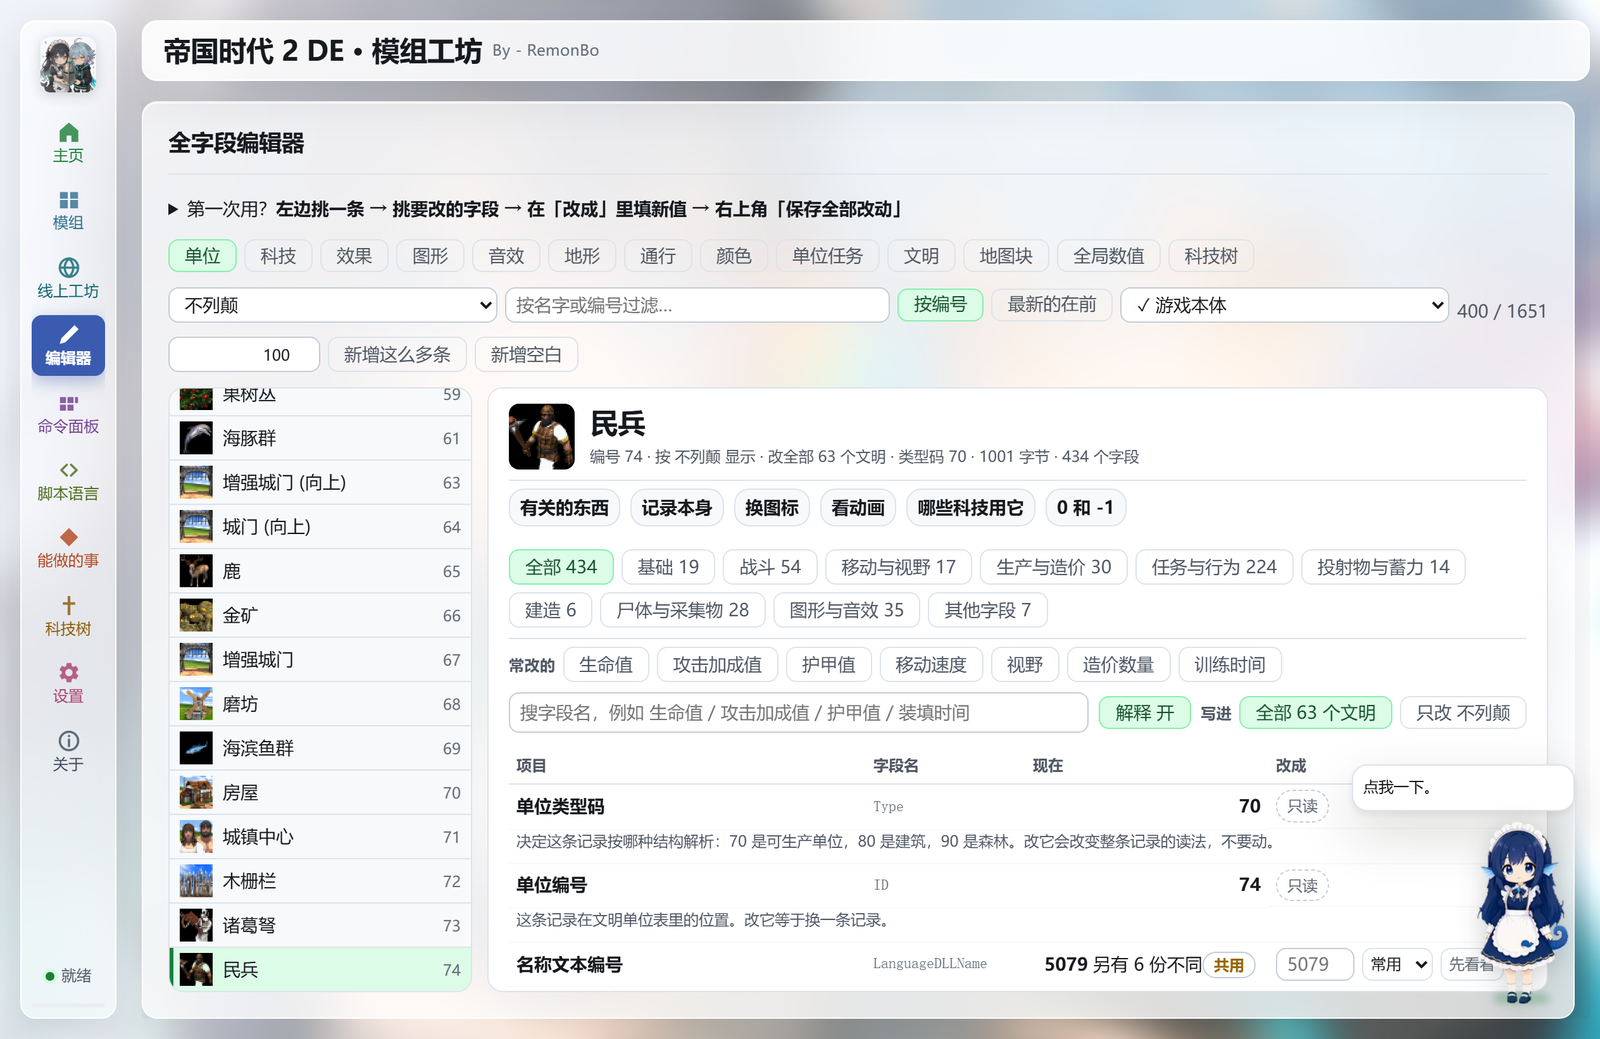 帝国时代 2 DE • 模组工坊 By - RemonBo
主页
模组
线上工坊
编辑器
命令面板
脚本语言
能做的事
科技树
设置
关于
就绪
全字段编辑器
▶ 第一次用? 左边挑一条 → 挑要改的字段 → 在「改成」里填新值 → 右上角「保存全部改动」
单位 科技 效果 图形 音效 地形 通行 颜色 单位任务 文明 地图块 全局数值 科技树
不列颠 按名字或编号过滤... 按编号 最新的在前 ✓ 游戏本体 400 / 1651
100 新增这么多条 新增空白
果树丛 59
海豚群 61
增强城门 (向上) 63
城门 (向上) 64
鹿 65
金矿 66
增强城门 67
磨坊 68
海滨鱼群 69
房屋 70
城镇中心 71
木栅栏 72
诸葛弩 73
民兵 74
民兵
编号 74 · 按 不列颠 显示 · 改全部 63 个文明 · 类型码 70 · 1001 字节 · 434 个字段
有关的东西 记录本身 换图标 看动画 哪些科技用它 0 和 -1
全部 434 基础 19 战斗 54 移动与视野 17 生产与造价 30 任务与行为 224 投射物与蓄力 14
建造 6 尸体与采集物 28 图形与音效 35 其他字段 7
常改的 生命值 攻击加成值 护甲值 移动速度 视野 造价数量 训练时间
搜字段名，例如 生命值 / 攻击加成值 / 护甲值 / 装填时间 解释 开 写进 全部 63 个文明 只改 不列颠
项目 字段名 现在 改成
单位类型码 Type 70 只读
决定这条记录按哪种结构解析：70 是可生产单位，80 是建筑，90 是森林。改它会改变整条记录的读法，不要动。
单位编号 ID 74 只读
这条记录在文明单位表里的位置。改它等于换一条记录。
名称文本编号 LanguageDLLName 5079 另有 6 份不同 共用 5079 常用 先看看
点我一下。